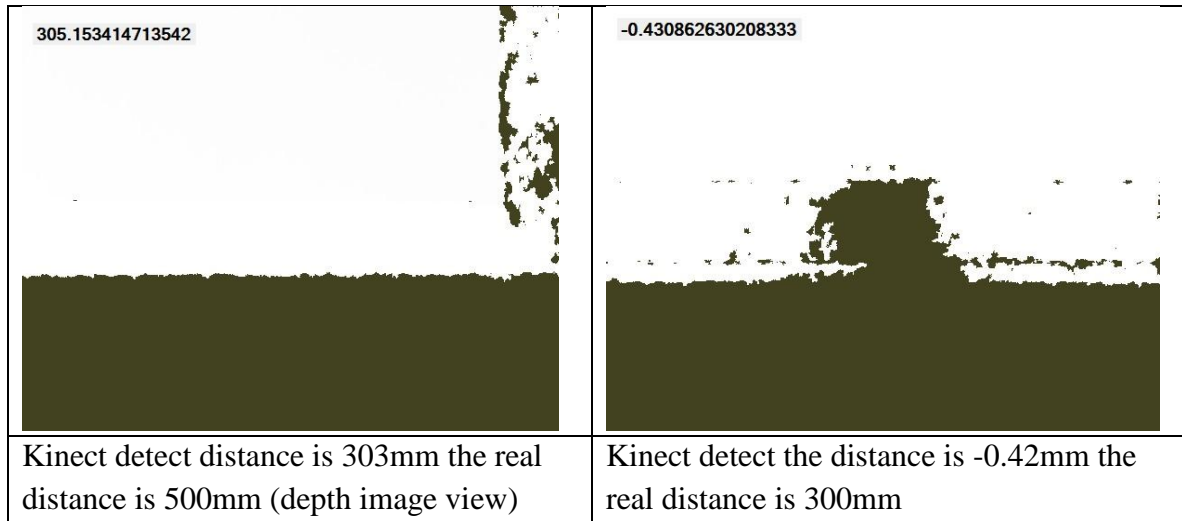 305.153414713542
-0.430862630208333
Kinect detect distance is 303mm the real
distance is 500mm (depth image view)
Kinect detect the distance is -0.42mm the
real distance is 300mm